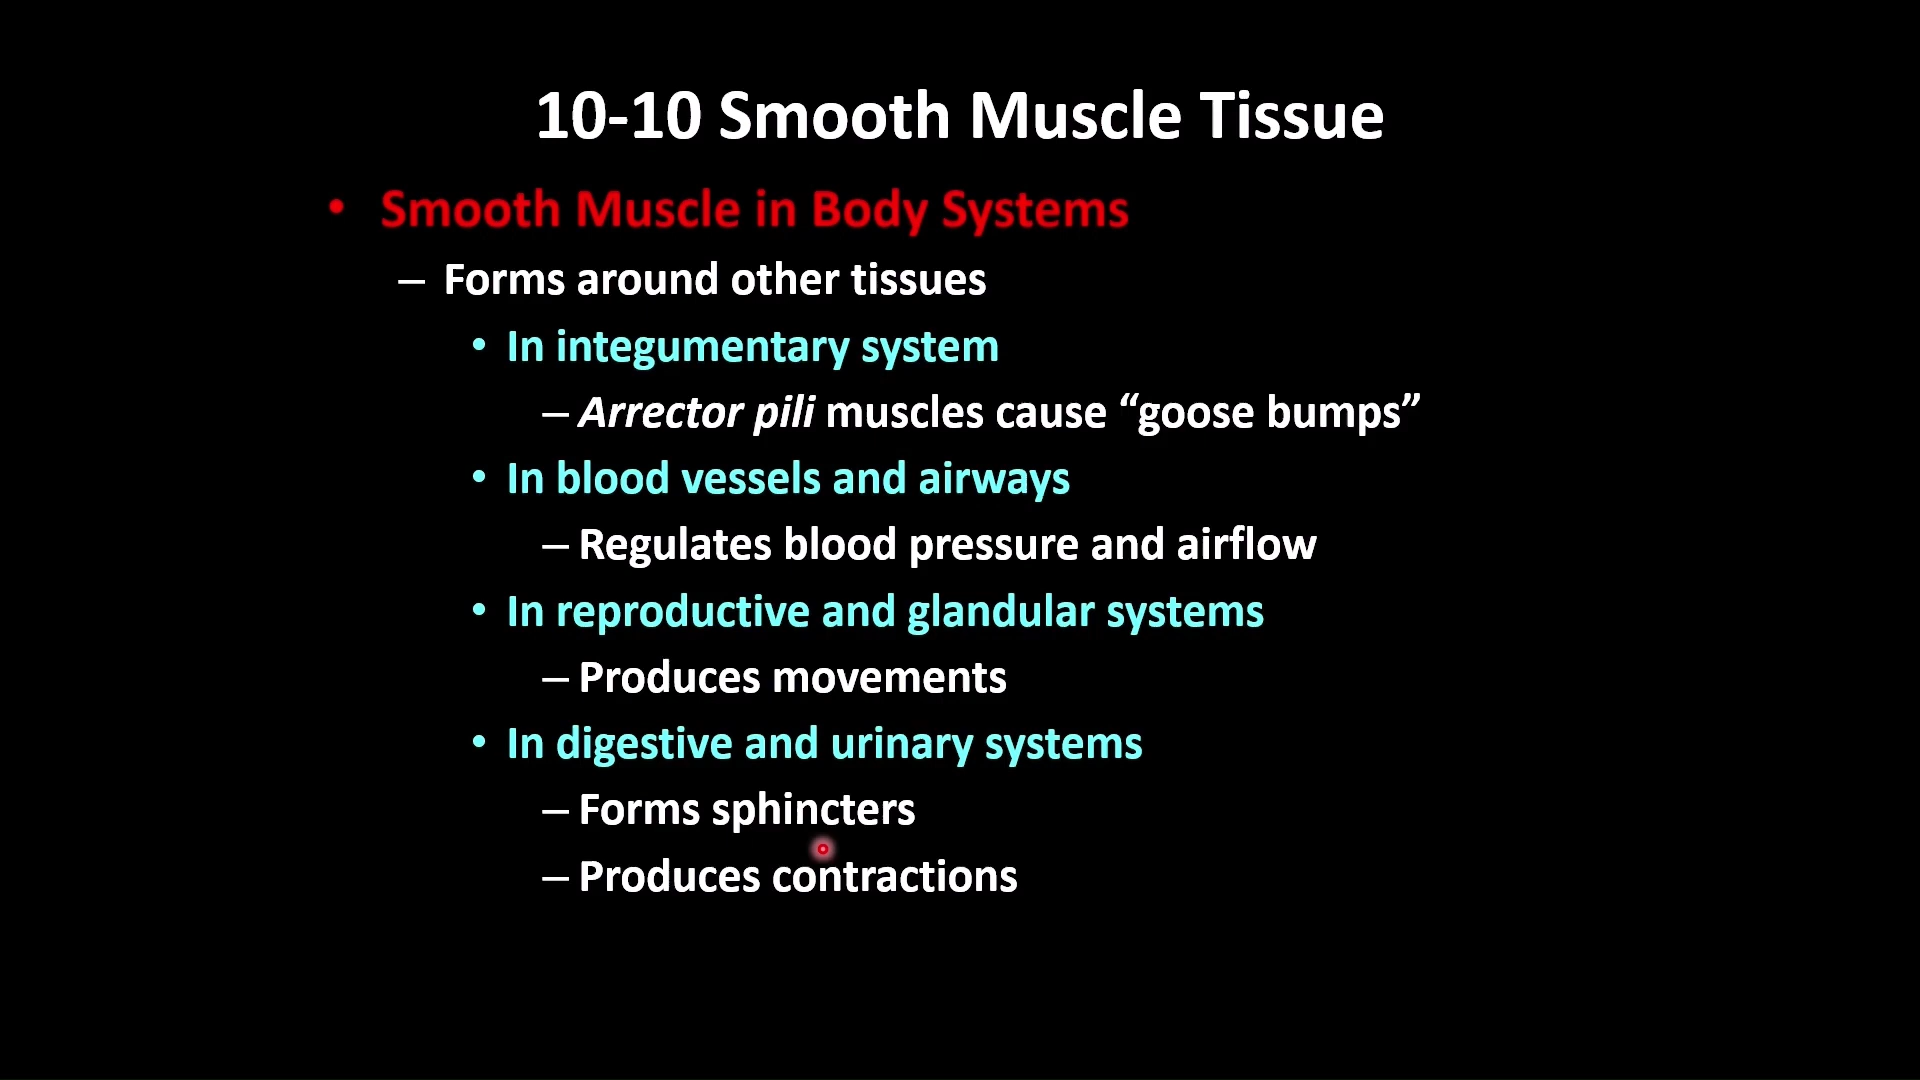 10-10 Smooth Muscle Tissue
• Smooth Muscle in Body Systems
– Forms around other tissues
• In integumentary system
– Arrector pili muscles cause “goose bumps”
• In blood vessels and airways
– Regulates blood pressure and airflow
• In reproductive and glandular systems
– Produces movements
• In digestive and urinary systems
– Forms sphincters
– Produces contractions